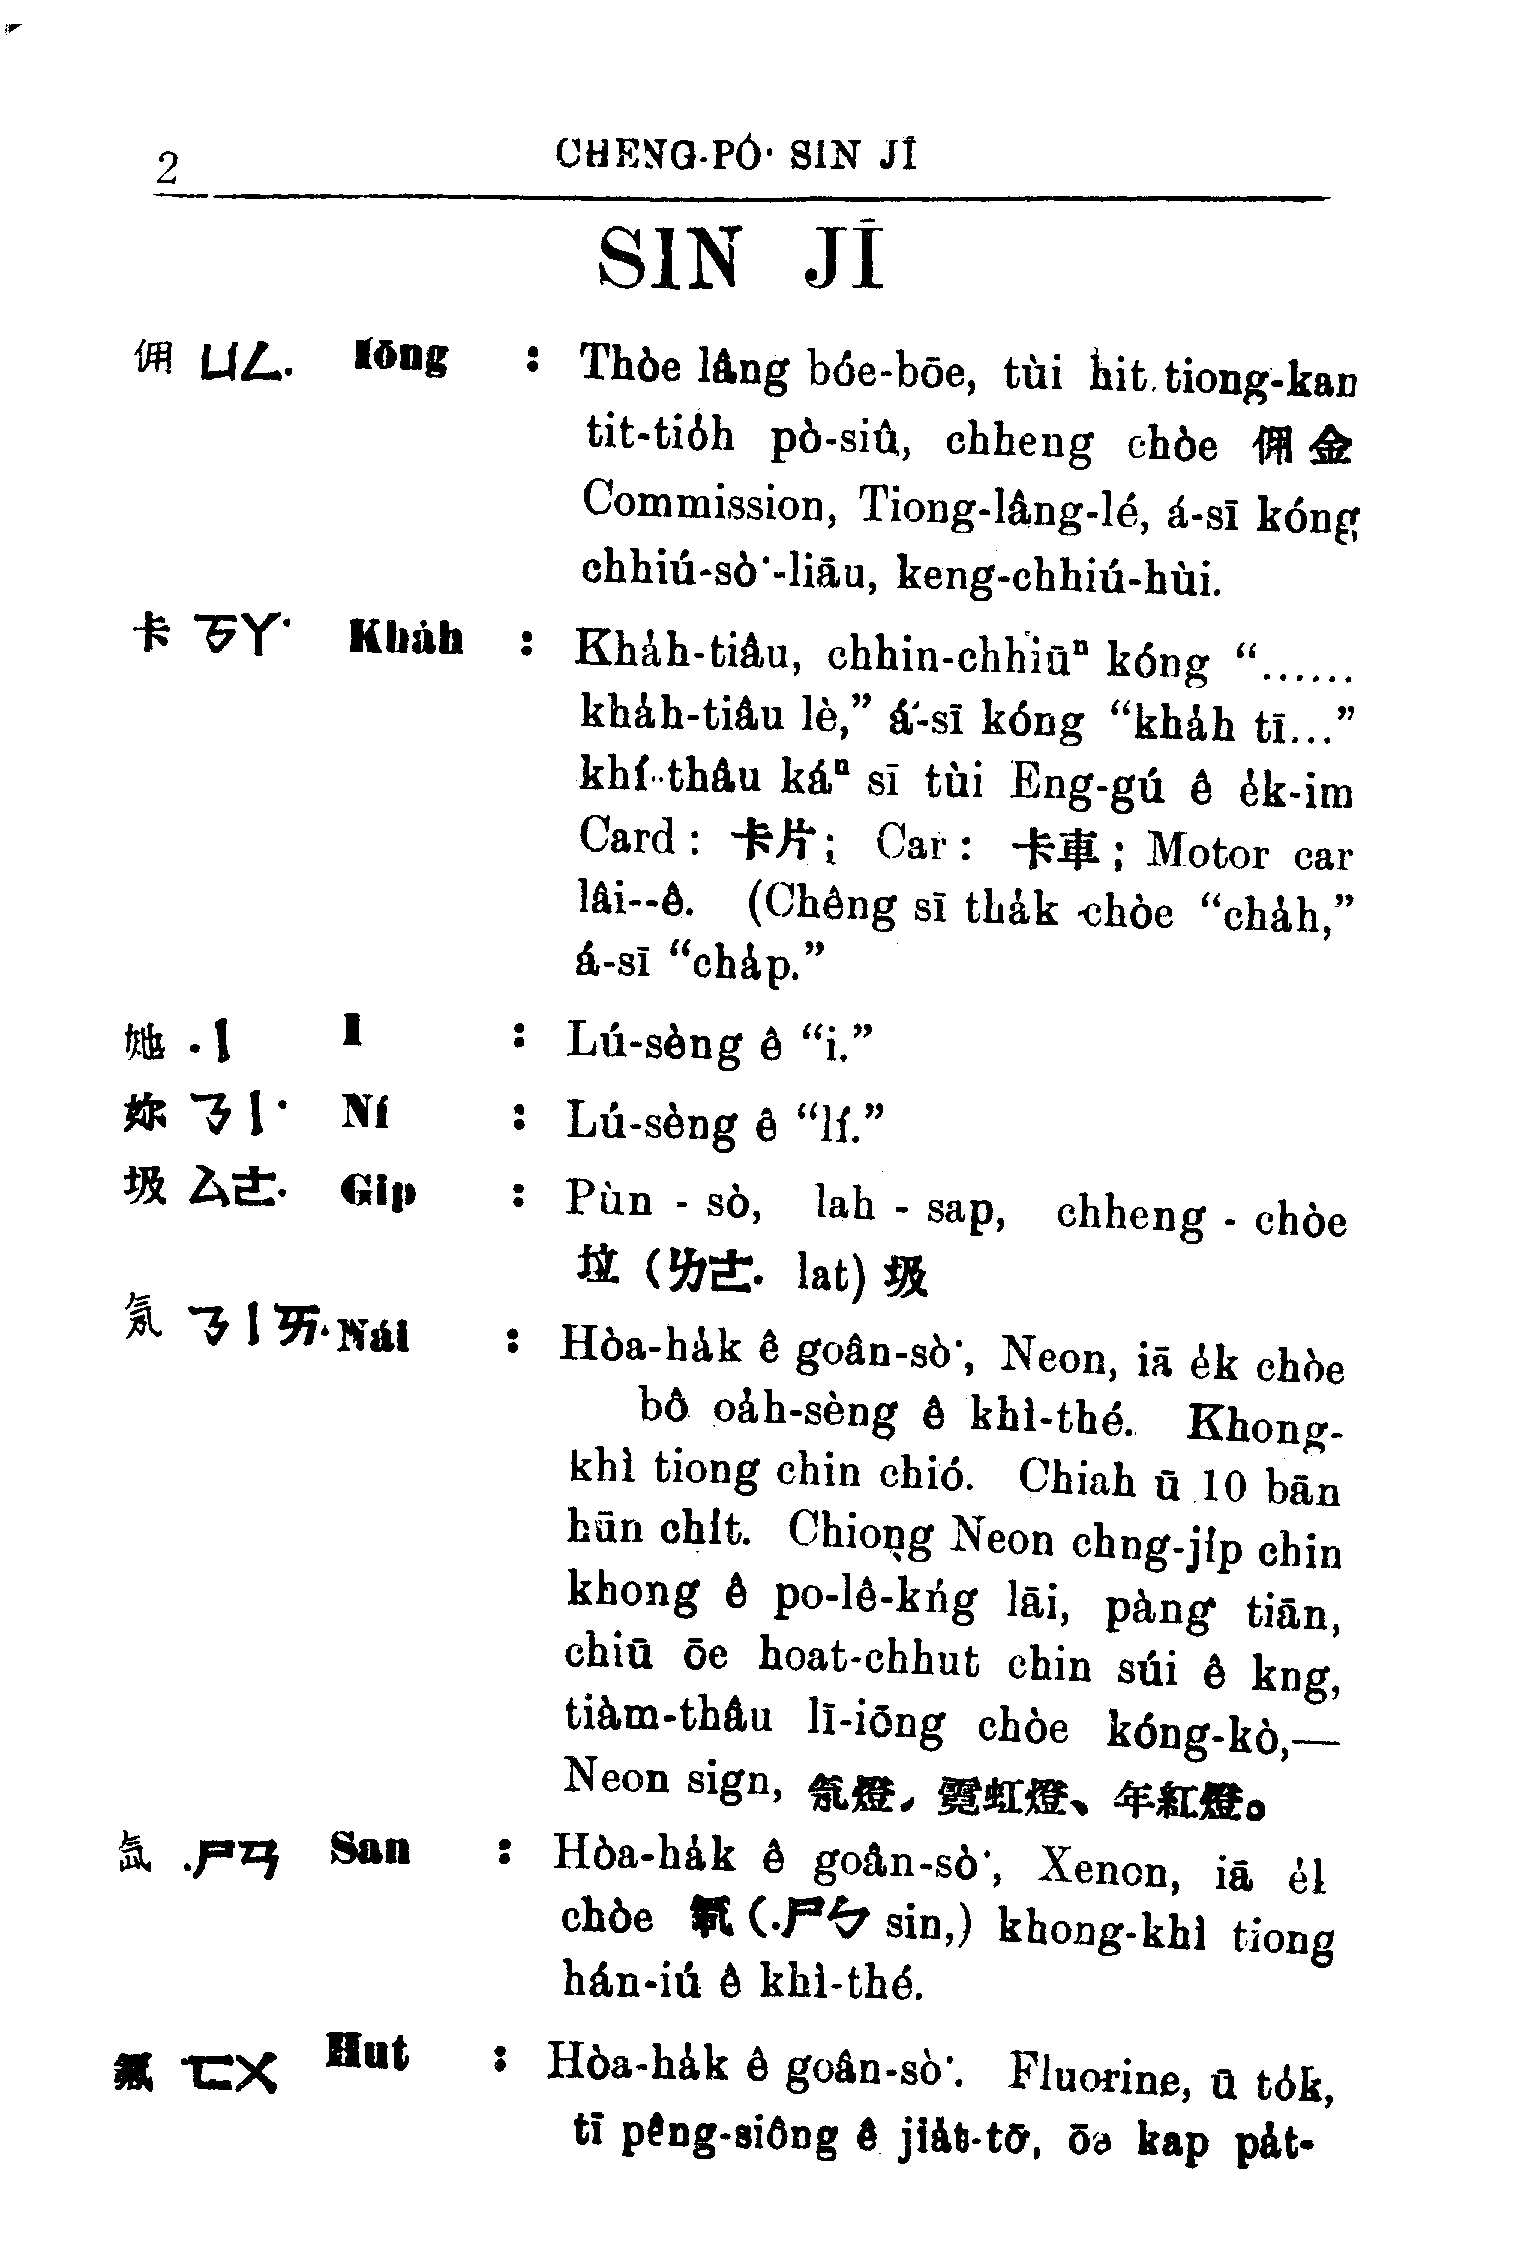 2 CHENG-PÓ͘ SIN JĪ
SIN JĪ
佣 ㄩㄥ. Iōng : Thòe lâng bóe-bōe, tùi hit tiong-kan
tit-tio̍h pò-siû, chheng chòe 佣金
Commission, Tiong-lâng-lé, á-sī kóng
chhiú-sò͘-liāu, keng-chhiú-hùi.
卡 ㄎㄚ˙ Kha̍h : Kha̍h-tiâu, chhin-chhiūⁿ kóng “......
kha̍h-tiâu lè,” á-sī kóng “kha̍h tī...”
khí-thâu káⁿ sī tùi Eng-gú ê e̍k-im
Card : 卡片; Car : 卡車; Motor car
lâi--ê. (Chêng sī tha̍k chòe “cha̍h,”
á-sī “cha̍p.”
她 .ㄧ I : Lú-sèng ê “i.”
妳 ㄋㄧ˙ Ní : Lú-sèng ê “lí.”
圾 ㄙㄜ. Gip : Pùn - sò, lah - sap, chheng - chòe
垃 (ㄌㄜ. lat) 圾
氖 ㄋㄧㄞ. Nái : Hòa-ha̍k ê goân-sò͘, Neon, iā e̍k chòe
bô oa̍h-sèng ê khì-thé. Khong-
khì tiong chin chió. Chiah ū 10 bān
hūn chi̍t. Chiong Neon chng-ji̍p chin
khong ê po-lê-kńg lāi, pàng tiān,
chiū ōe hoat-chhut chin súi ê kng,
tiàm-thâu lī-iōng chòe kóng-kò,—
Neon sign, 氖燈、霓虹燈、年紅燈。
氙 .ㄕㄢ San : Hòa-ha̍k ê goân-sò͘, Xenon, iā e̍l
chòe (.ㄕㄣ sin,) khong-khì tiong
hán-iú ê khì-thé.
氟 ㄈㄨ Hut : Hòa-ha̍k ê goân-sò͘. Fluorine, ū to̍k,
tī pêng-siông ê jia̍t-tō͘, ōe kap pa̍t-